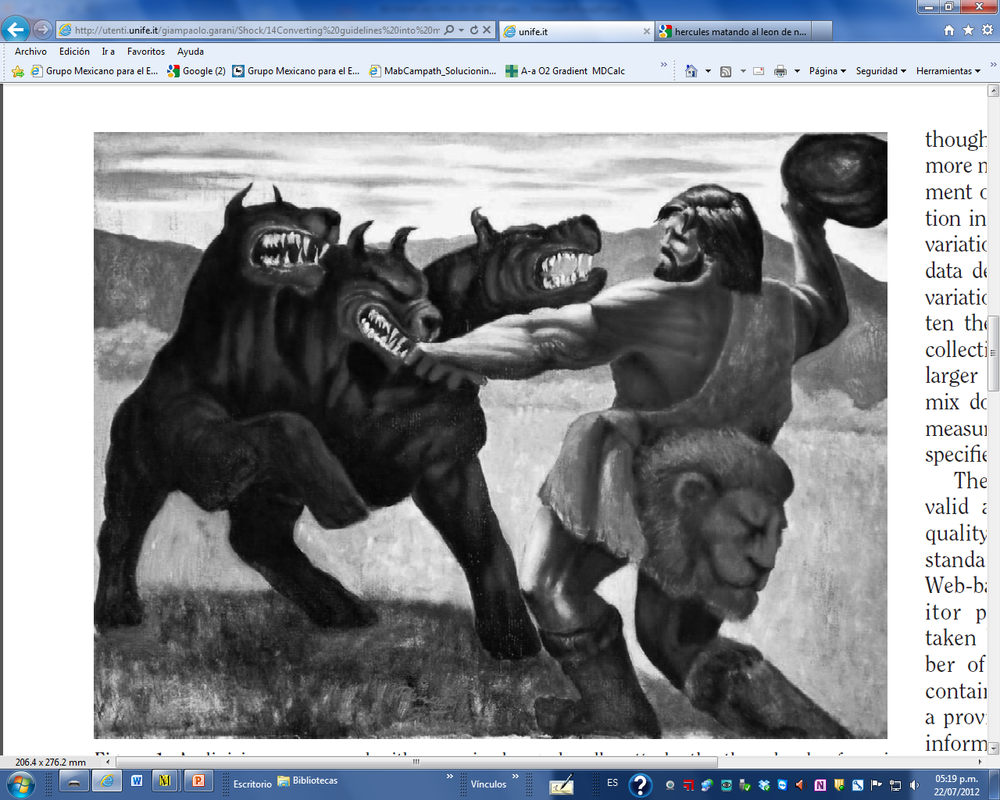 http://utenti.unife.it/giampaolo.garani/Shock/14Converting%20guidelines%20into%20m
unife.it
hercules matando al leon de n...
Archivo Edición Ir a Favoritos Ayuda
Grupo Mexicano para el E... Google (2) Grupo Mexicano para el E... MabCampath_Solucionin... A-a O2 Gradient MDCalc
Página Seguridad Herramientas
though
more
ment
tion in
variatio
data de
variatio
ten the
collecti
larger
mix do
measur
specifie
The
valid a
quality
standa
Web-ba
itor p
taken
ber of
contain
a provi
inform
206.4 x 276.2 mm
Escritorio Bibliotecas Vínculos ES
05:19 p.m.
22/07/2012